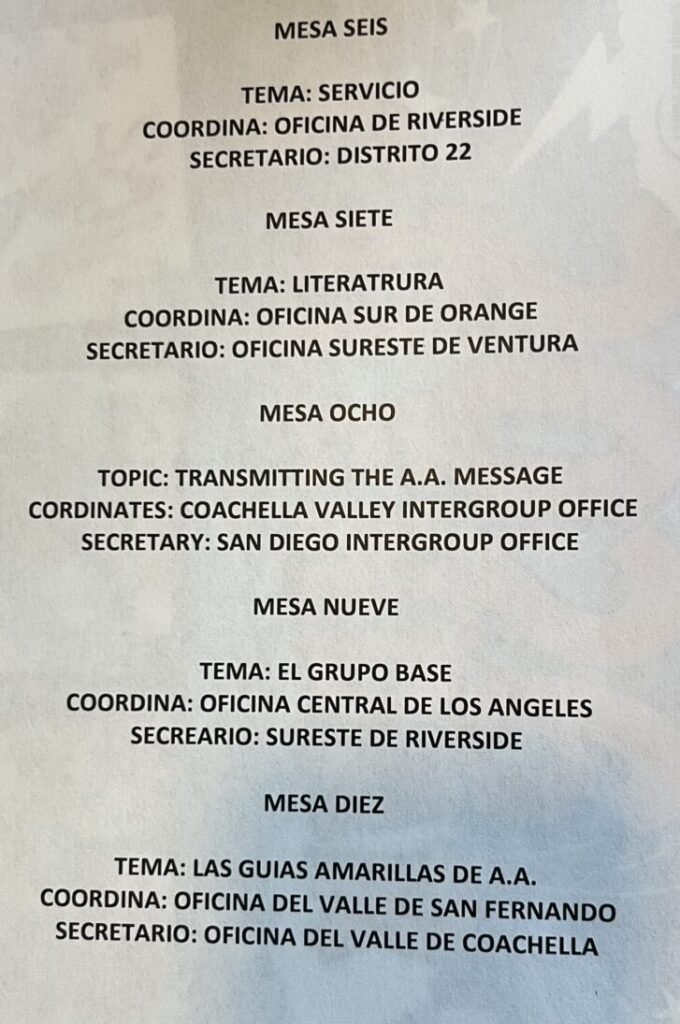 MESA SEIS
TEMA: SERVICIO
COORDINA: OFICINA DE RIVERSIDE
SECRETARIO: DISTRITO 22
MESA SIETE
TEMA: LITERATRURA
COORDINA: OFICINA SUR DE ORANGE
SECRETARIO: OFICINA SURESTE DE VENTURA
MESA OCHO
TOPIC: TRANSMITTING THE A.A. MESSAGE
CORDINATES: COACHELLA VALLEY INTERGROUP OFFICE
SECRETARY: SAN DIEGO INTERGROUP OFFICE
MESA NUEVE
TEMA: EL GRUPO BASE
COORDINA: OFICINA CENTRAL DE LOS ANGELES
SECREARIO: SURESTE DE RIVERSIDE
MESA DIEZ
TEMA: LAS GUIAS AMARILLAS DE A.A.
COORDINA: OFICINA DEL VALLE DE SAN FERNANDO
SECRETARIO: OFICINA DEL VALLE DE COACHELLA